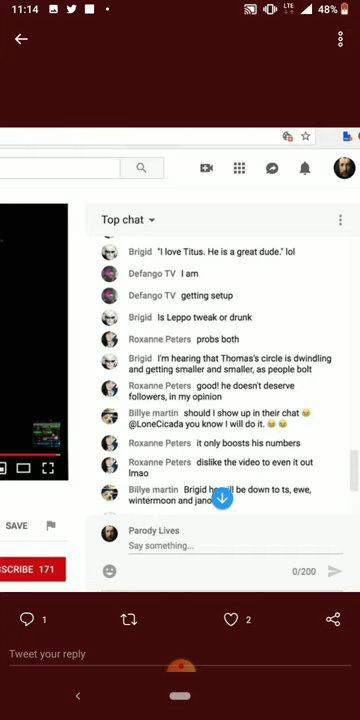 11:14
LTE
48%
Top chat
Brigid "I love Titus. He is a great dude." lol
Defango TV I am
Defango TV getting setup
Brigid Is Leppo tweak or drunk
Roxanne Peters probs both
Brigid I'm hearing that Thomas's circle is dwindling
and getting smaller and smaller, as people bolt
Roxanne Peters good! he doesn't deserve
followers, in my opinion
Billye martin should I show up in their chat 😂
@LoneCicada you know I will do it. 😂 😂
Roxanne Peters it only boosts his numbers
Roxanne Peters dislike the video to even it out
lmao
Billye martin Brigid he will be down to ts, ewe,
wintermoon and jano
SAVE
SCRIBE 171
Parody Lives
Say something...
0/200
1
2
Tweet your reply